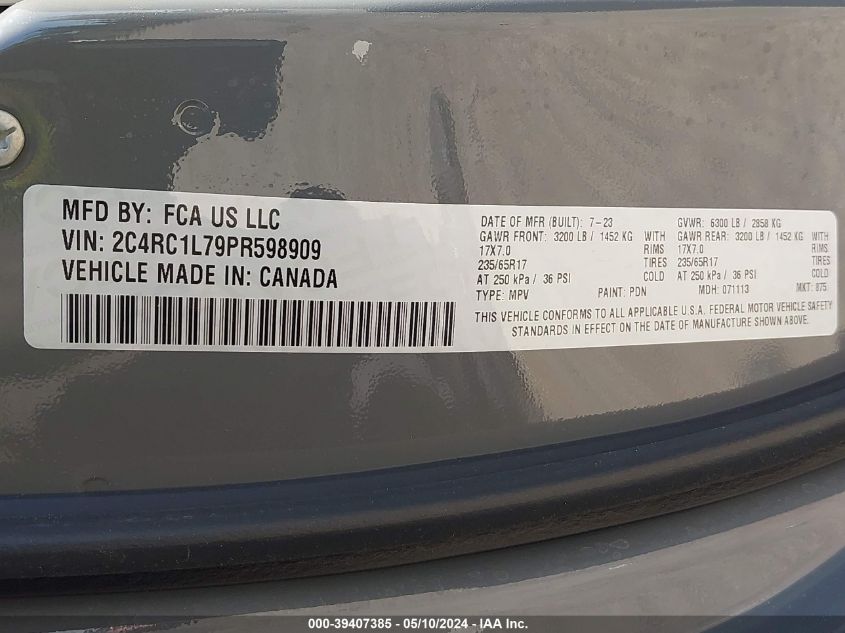 MFD BY: FCA US LLC
VIN: 2C4RC1L79PR598909
VEHICLE MADE IN: CANADA
DATE OF MFR (BUILT): 7-23 GVWR: 6300 LB / 2858 KG
GAWR FRONT: 3200 LB / 1452 KG GAWR REAR: 3200 LB / 1452 KG
17X7.0 RIMS 17X7.0 RIMS
235/65R17 TIRES 235/65R17 TIRES
AT 250 kPa / 36 PSI COLD AT 250 kPa / 36 PSI COLD
TYPE: MPV PAINT: PDN MDH: 071113 MKT: 875
THIS VEHICLE CONFORMS TO ALL APPLICABLE U.S.A. FEDERAL MOTOR VEHICLE SAFETY
STANDARDS IN EFFECT ON THE DATE OF MANUFACTURE SHOWN ABOVE.
000-39407385 - 05/10/2024 - IAA Inc.